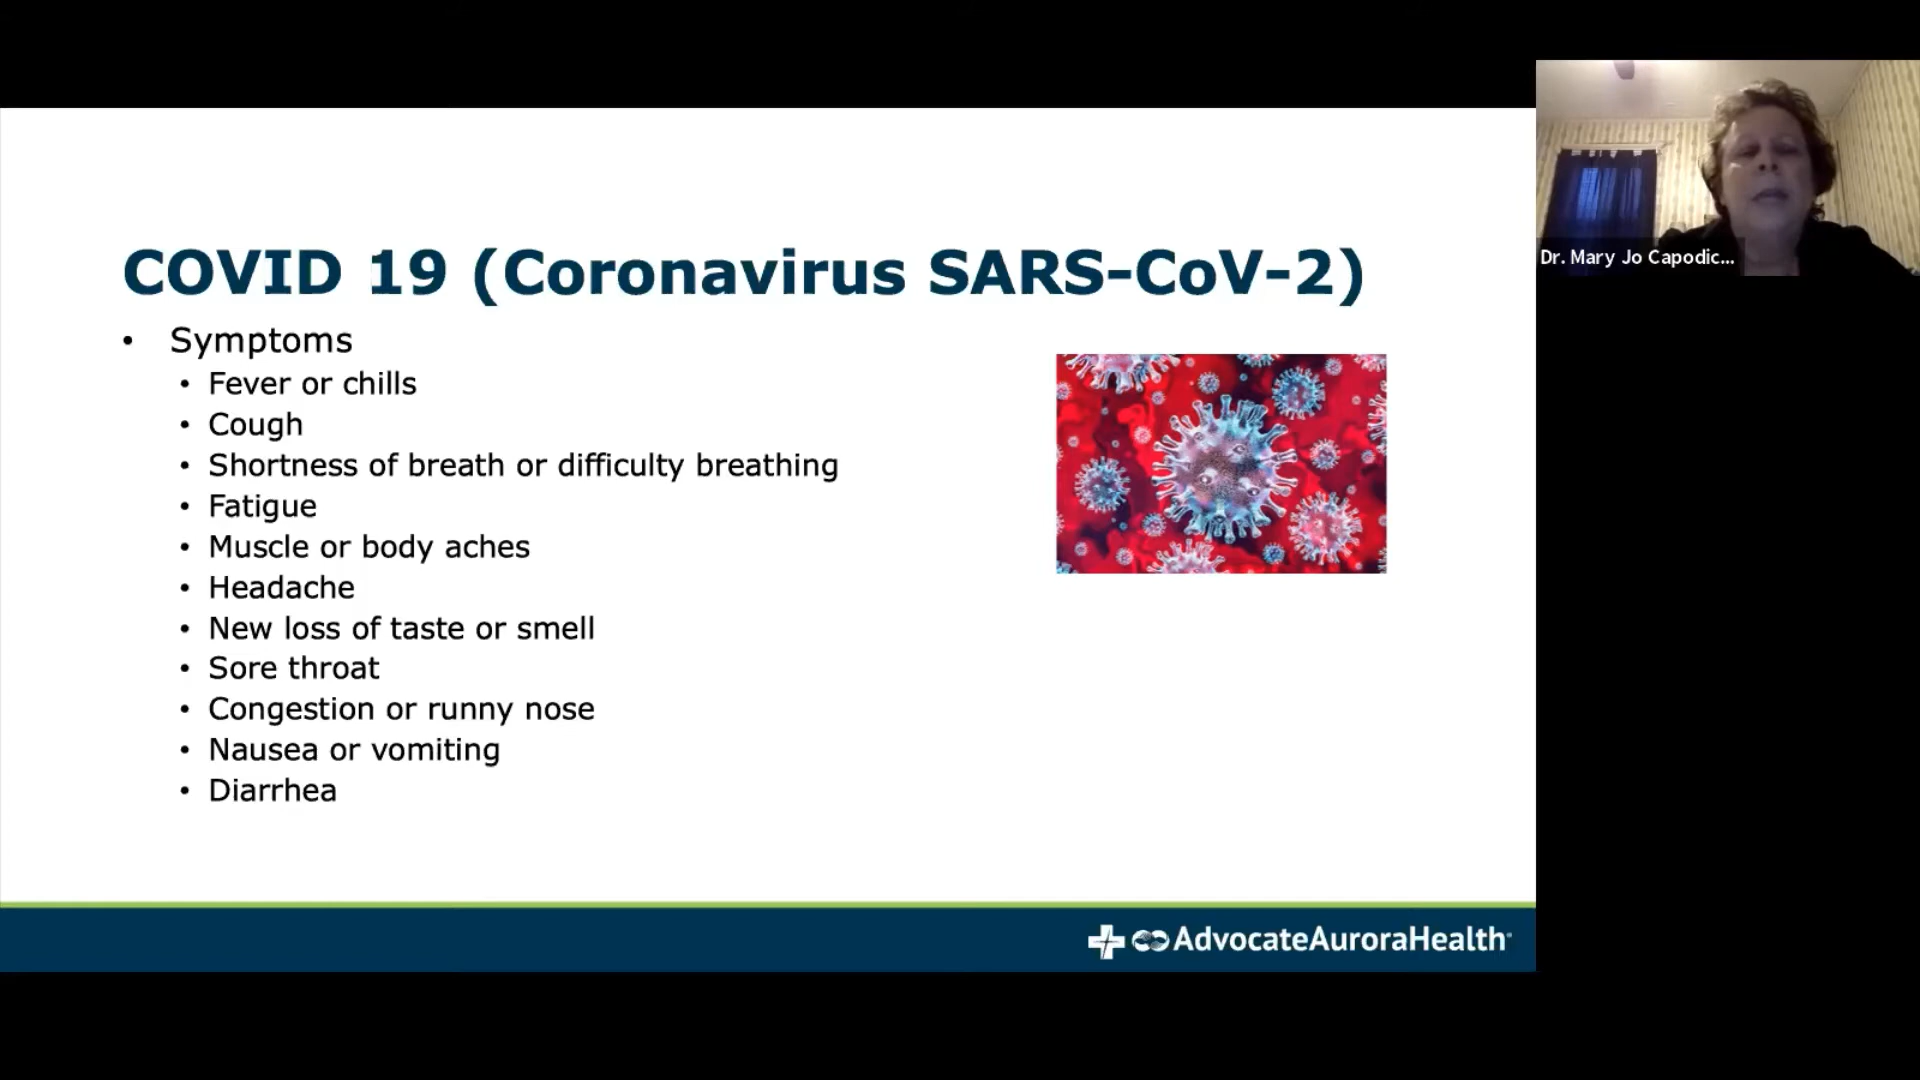 COVID 19 (Coronavirus SARS-CoV-2)
• Symptoms
• Fever or chills
• Cough
• Shortness of breath or difficulty breathing
• Fatigue
• Muscle or body aches
• Headache
• New loss of taste or smell
• Sore throat
• Congestion or runny nose
• Nausea or vomiting
• Diarrhea
AdvocateAuroraHealth
Dr. Mary Jo Capodic...